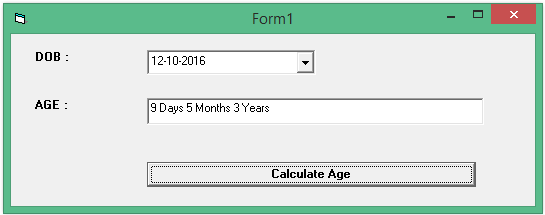 Form1
DOB :
12-10-2016
AGE :
9 Days 5 Months 3 Years
Calculate Age